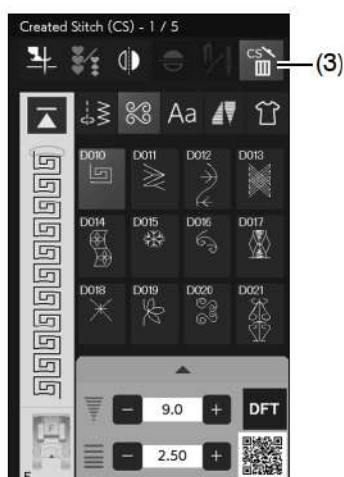 Created Stitch (CS) - 1 / 5
CS
(3)
Aa
D010 D011 D012 D013
D014 D015 D016 D017
D018 D019 D020 D021
− 9.0 + DFT
− 2.50 +